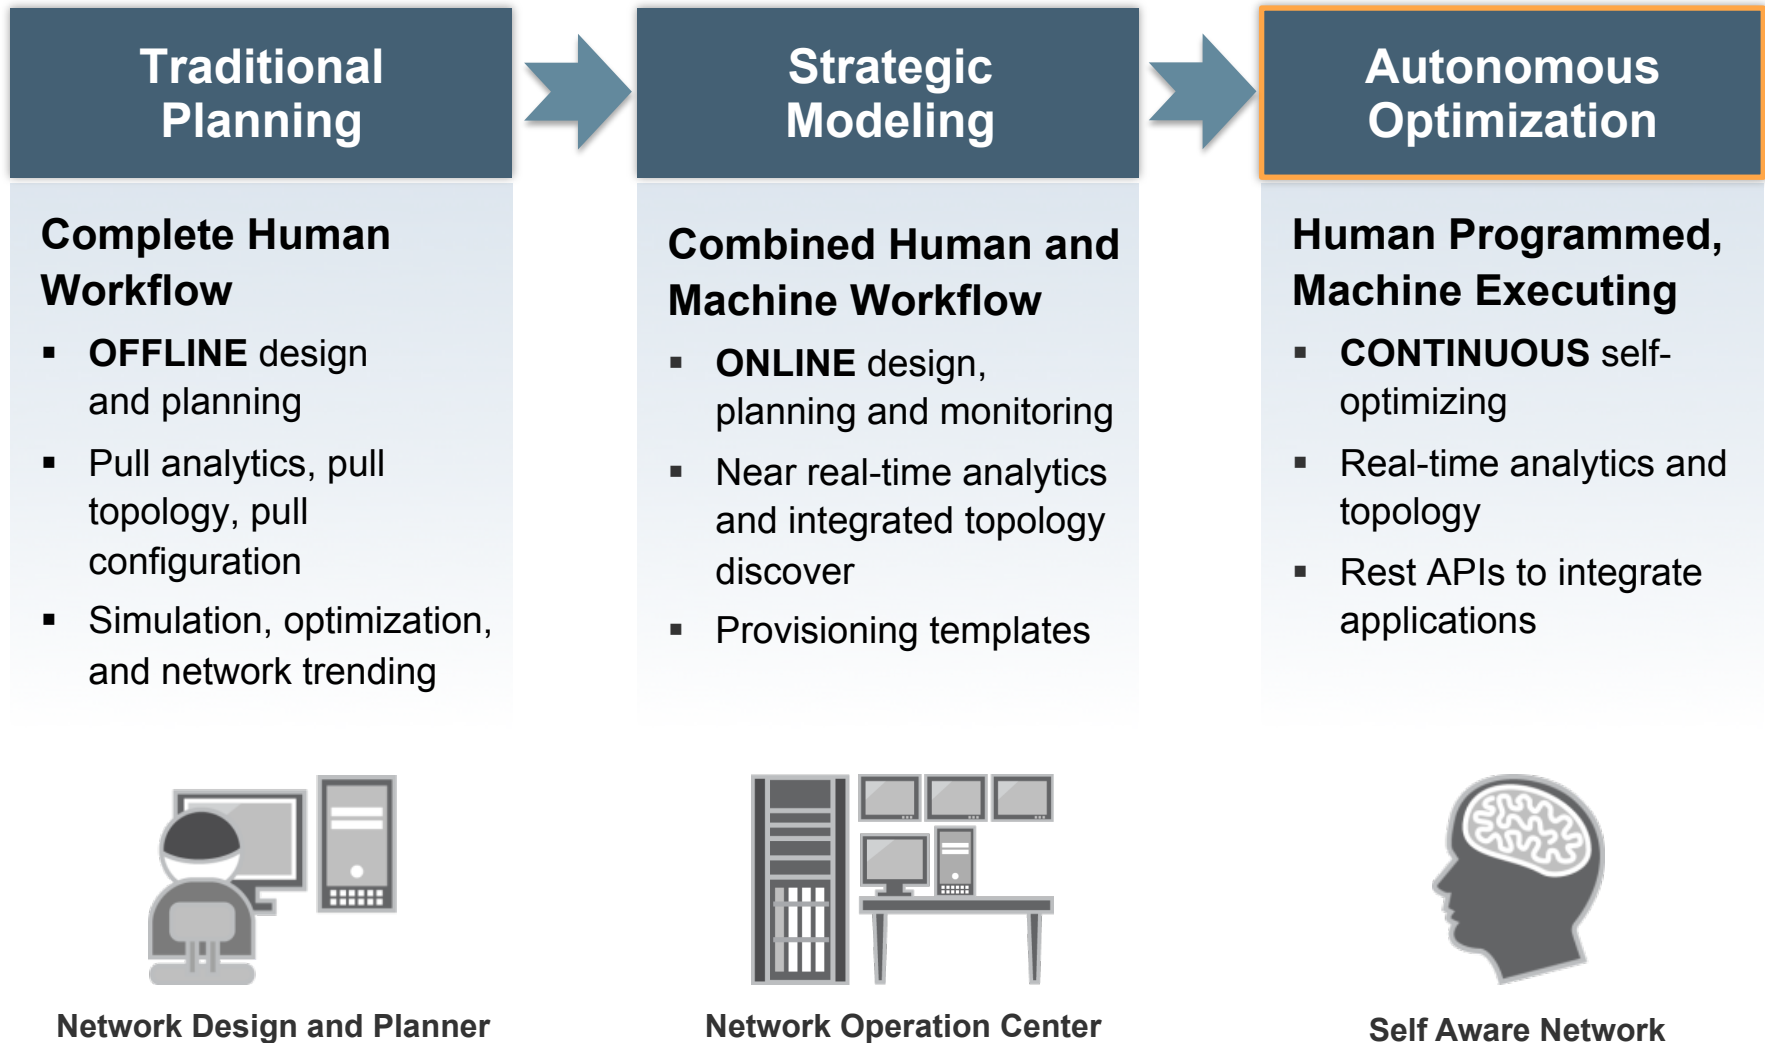 Traditional
Planning
Strategic
Modeling
Autonomous
Optimization
Complete Human
Workflow
▪ OFFLINE design
and planning
▪ Pull analytics, pull
topology, pull
configuration
▪ Simulation, optimization,
and network trending
Combined Human and
Machine Workflow
▪ ONLINE design,
planning and monitoring
▪ Near real-time analytics
and integrated topology
discover
▪ Provisioning templates
Human Programmed,
Machine Executing
▪ CONTINUOUS self-
optimizing
▪ Real-time analytics and
topology
▪ Rest APIs to integrate
applications
Network Design and Planner
Network Operation Center
Self Aware Network